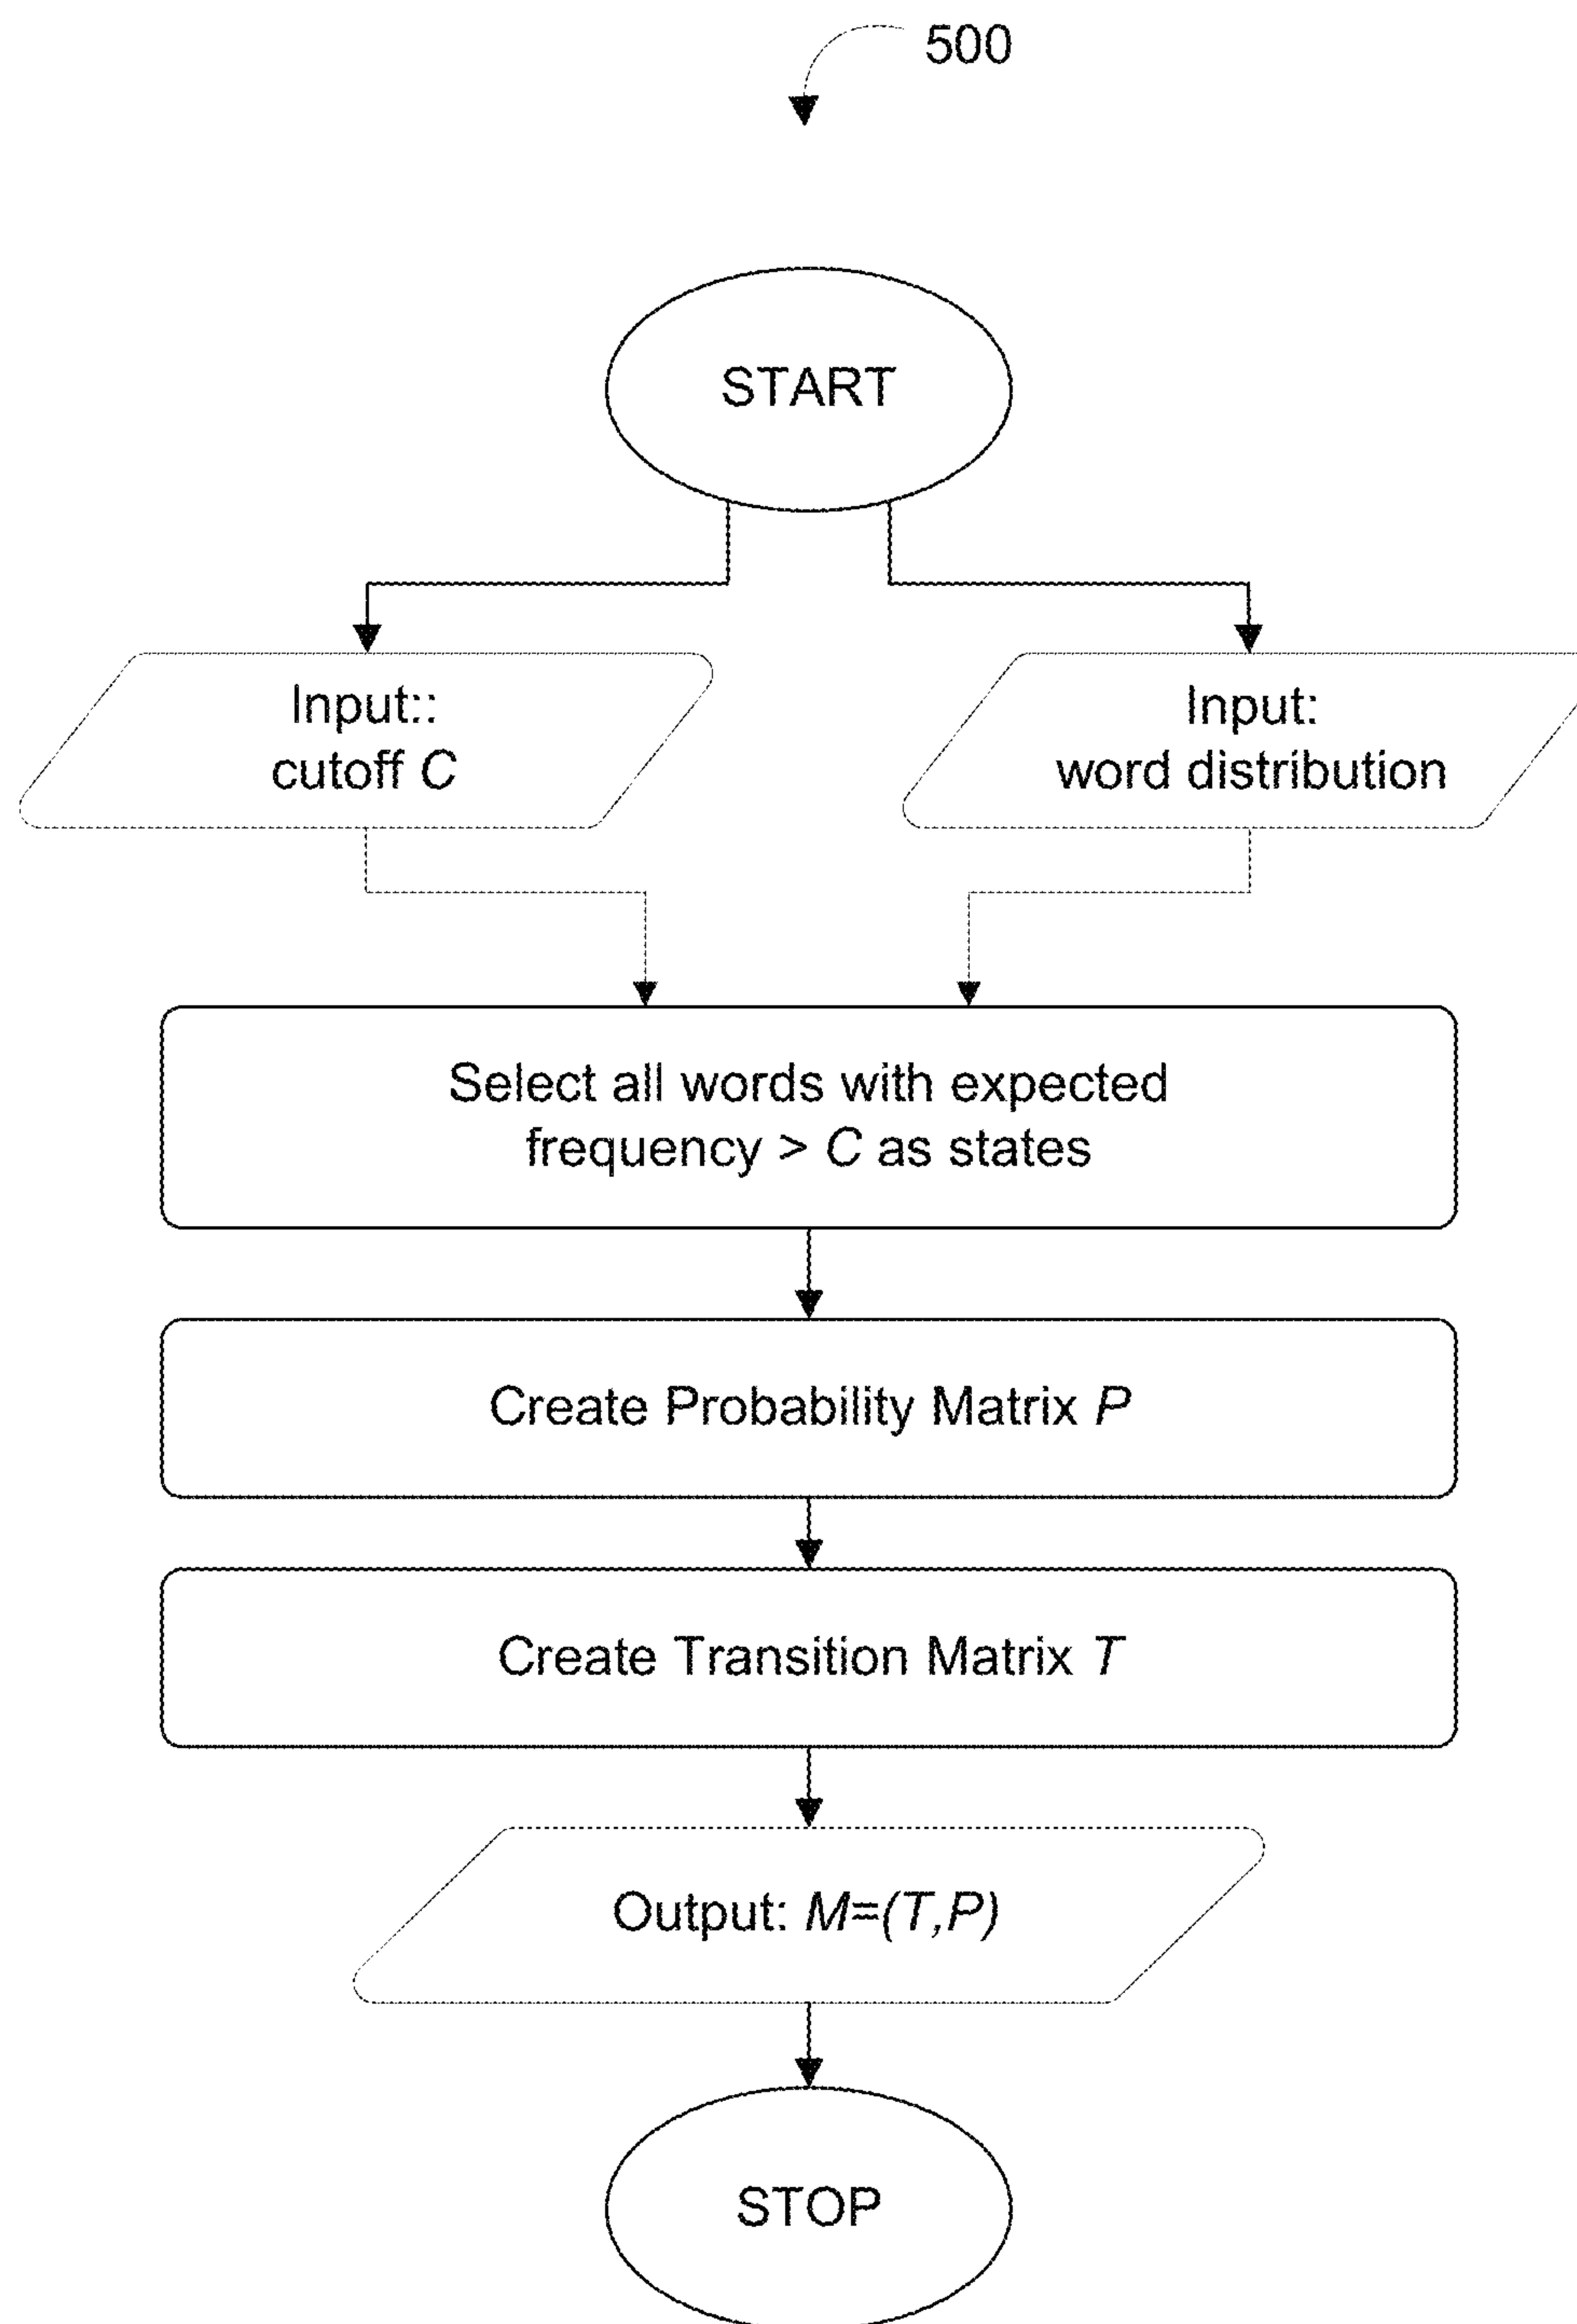 500
START
Input::
cutoff C
Input:
word distribution
Select all words with expected
frequency > C as states
Create Probability Matrix P
Create Transition Matrix T
Output: M=(T,P)
STOP